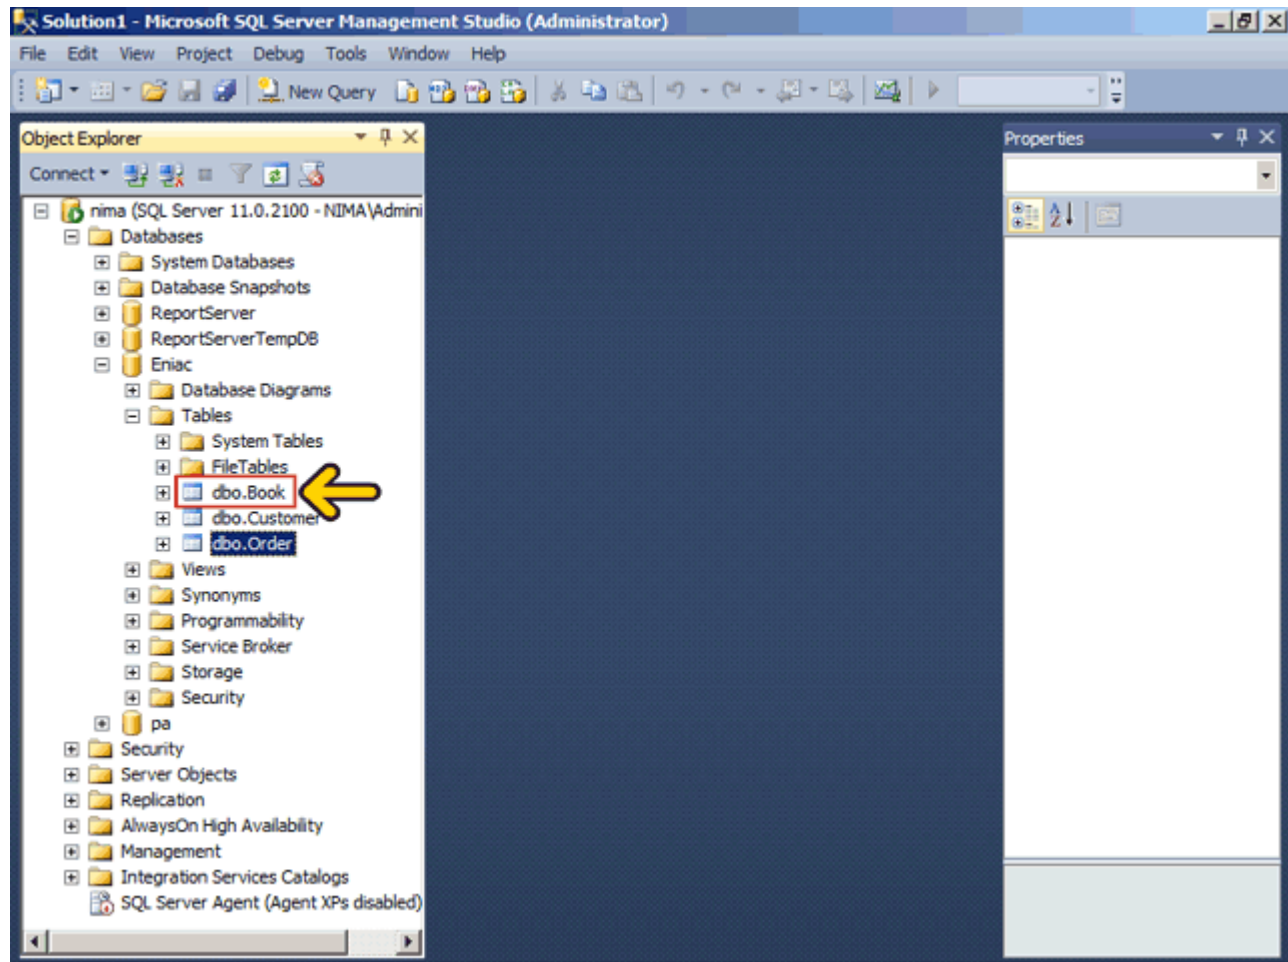 Solution1 - Microsoft SQL Server Management Studio (Administrator)
File Edit View Project Debug Tools Window Help
New Query
Object Explorer
Connect
nima (SQL Server 11.0.2100 - NIMA\Admini
Databases
System Databases
Database Snapshots
ReportServer
ReportServerTempDB
Eniac
Database Diagrams
Tables
System Tables
FileTables
dbo.Book
dbo.Customer
dbo.Order
Views
Synonyms
Programmability
Service Broker
Storage
Security
pa
Security
Server Objects
Replication
AlwaysOn High Availability
Management
Integration Services Catalogs
SQL Server Agent (Agent XPs disabled)
Properties